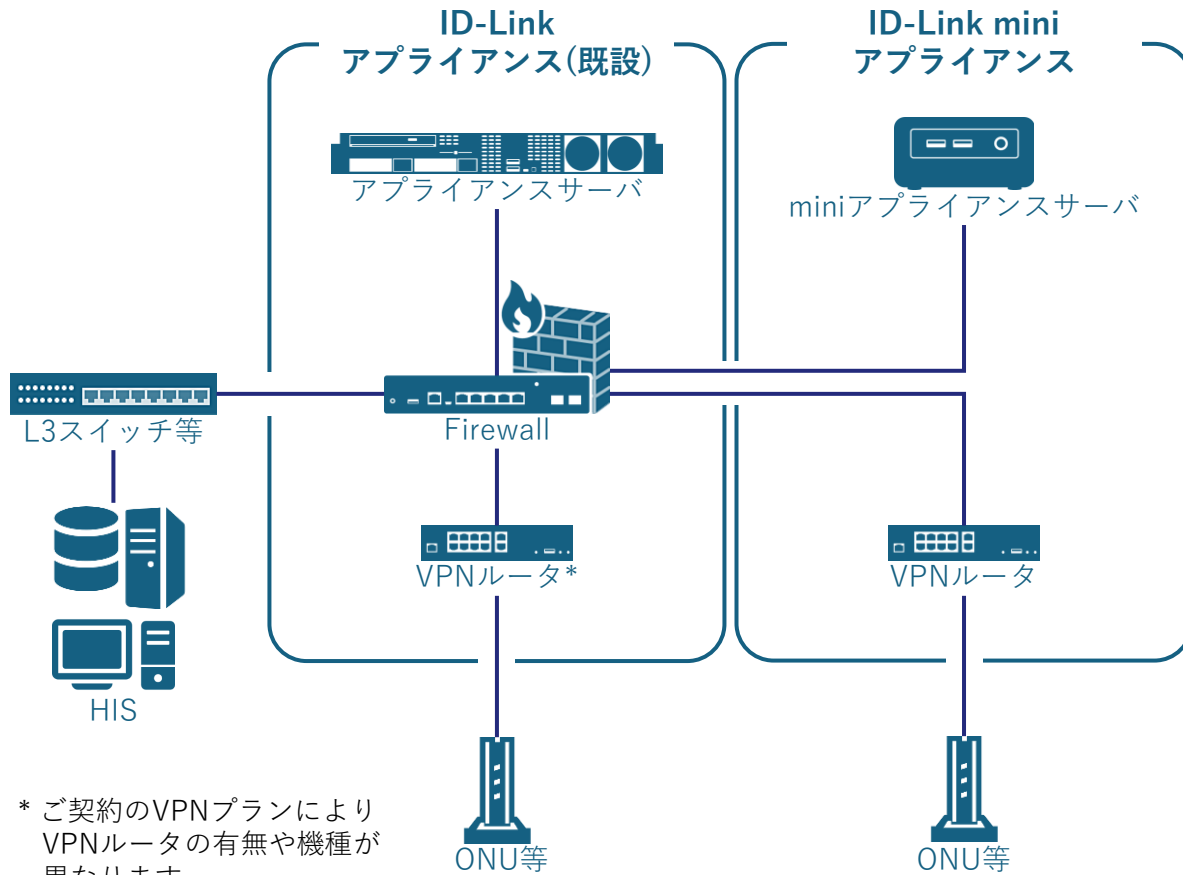 ID-Link
アプライアンス(既設)
ID-Link mini
アプライアンス
アプライアンスサーバ
miniアプライアンスサーバ
L3スイッチ等
Firewall
VPNルータ*
VPNルータ
HIS
* ご契約のVPNプランにより
VPNルータの有無や機種が
異なります
ONU等
ONU等